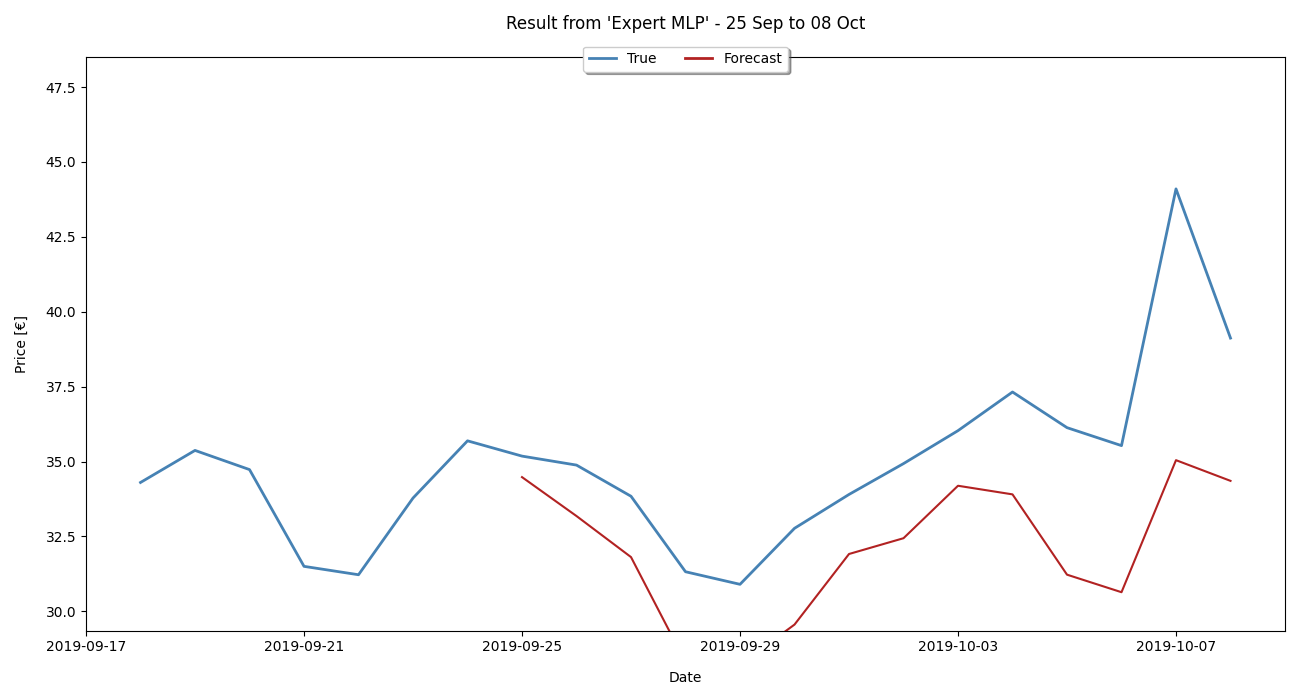 Result from 'Expert MLP' - 25 Sep to 08 Oct
True
Forecast
47.5
45.0
42.5
40.0
37.5
35.0
32.5
30.0
Price [€]
2019-09-17
2019-09-21
2019-09-25
2019-09-29
2019-10-03
2019-10-07
Date